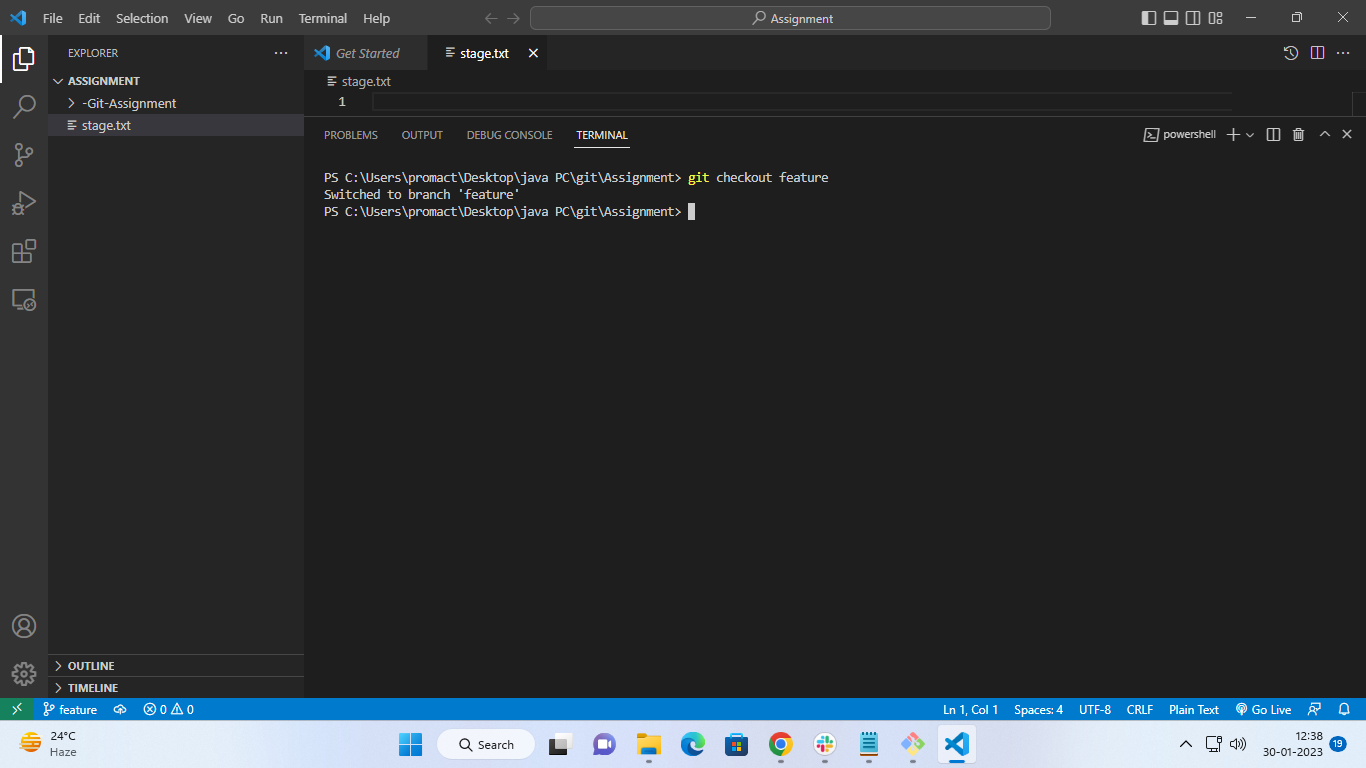 File Edit Selection View Go Run Terminal Help Assignment
EXPLORER
Get Started stage.txt
ASSIGNMENT
-Git-Assignment
stage.txt
stage.txt
1
PROBLEMS OUTPUT DEBUG CONSOLE TERMINAL powershell
PS C:\Users\promact\Desktop\java PC\git\Assignment> git checkout feature
Switched to branch 'feature'
PS C:\Users\promact\Desktop\java PC\git\Assignment>
OUTLINE
TIMELINE
feature 0 0 Ln 1, Col 1 Spaces: 4 UTF-8 CRLF Plain Text Go Live
24°C
Haze
Search
12:38
30-01-2023
19